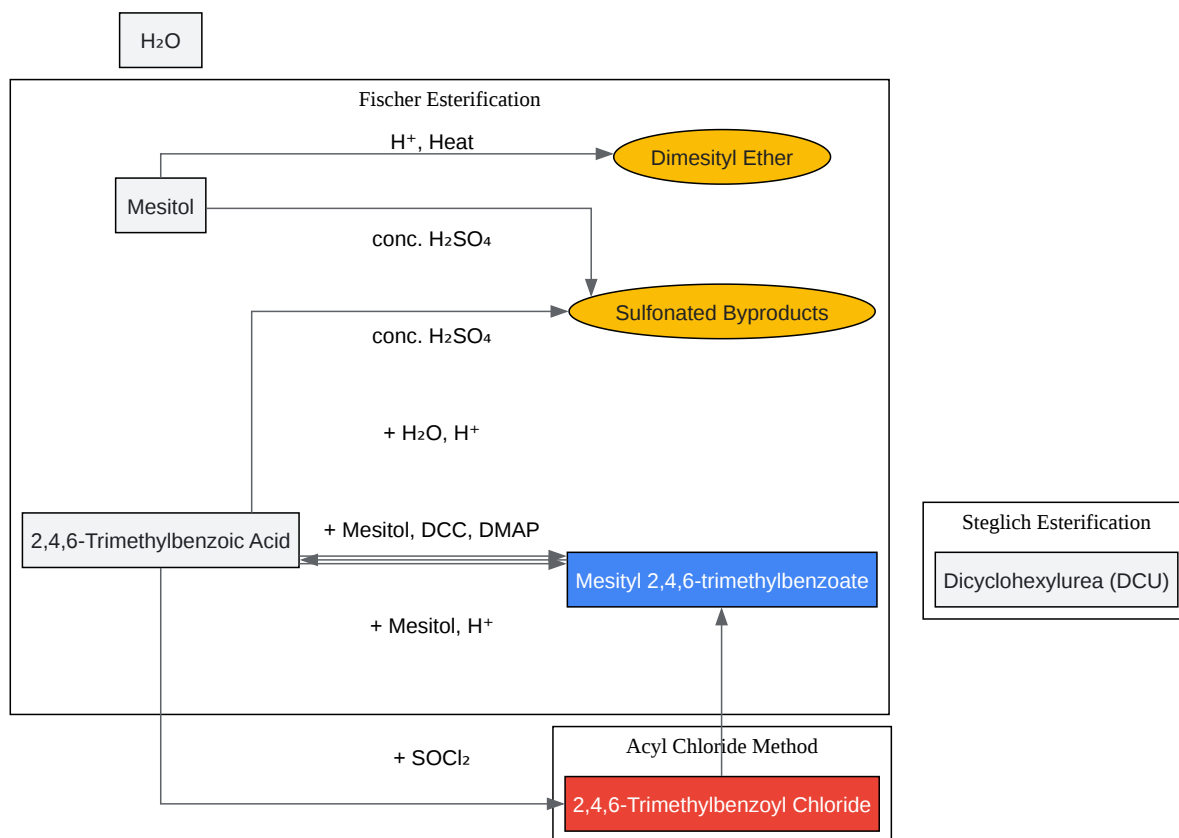 H₂O
Fischer Esterification
H⁺, Heat
Dimesityl Ether
Mesitol
conc. H₂SO₄
Sulfonated Byproducts
conc. H₂SO₄
+ H₂O, H⁺
2,4,6-Trimethylbenzoic Acid
+ Mesitol, DCC, DMAP
Mesityl 2,4,6-trimethylbenzoate
+ Mesitol, H⁺
Steglich Esterification
Dicyclohexylurea (DCU)
+ SOCl₂
Acyl Chloride Method
2,4,6-Trimethylbenzoyl Chloride